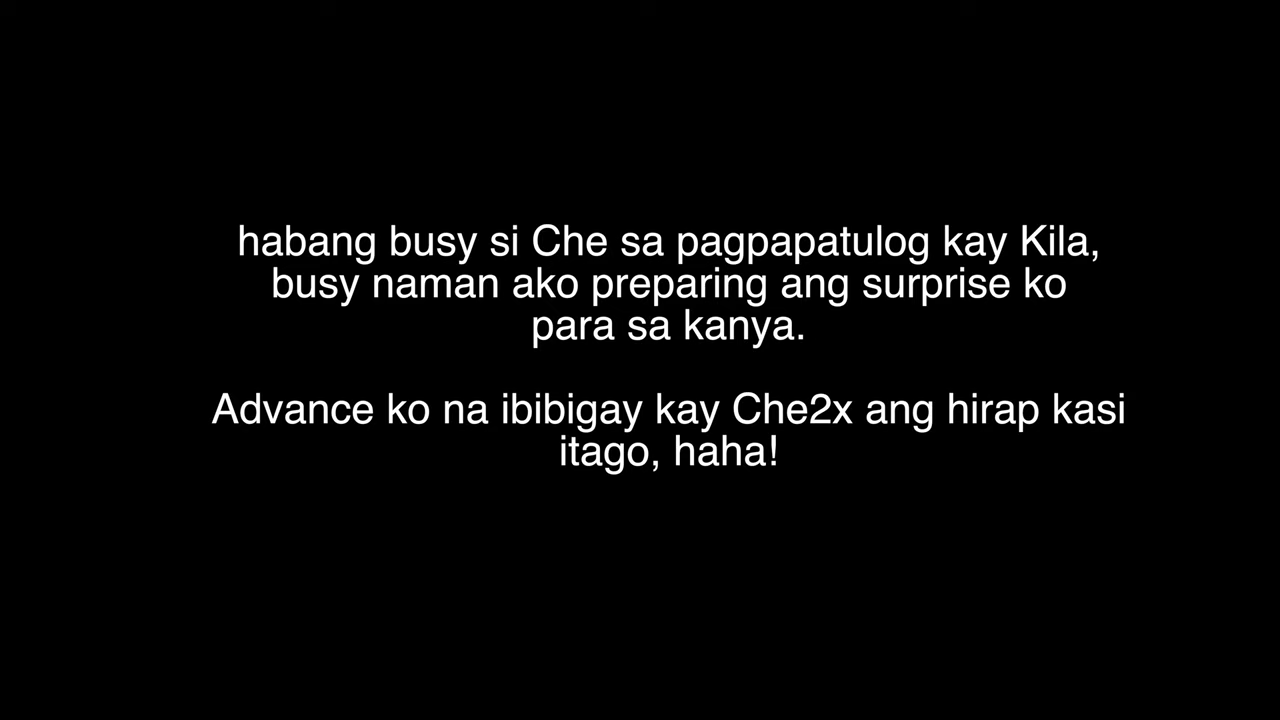 habang busy si Che sa pagpapatulog kay Kila,
busy naman ako preparing ang surprise ko
para sa kanya.
Advance ko na ibibigay kay Che2x ang hirap kasi
itago, haha!